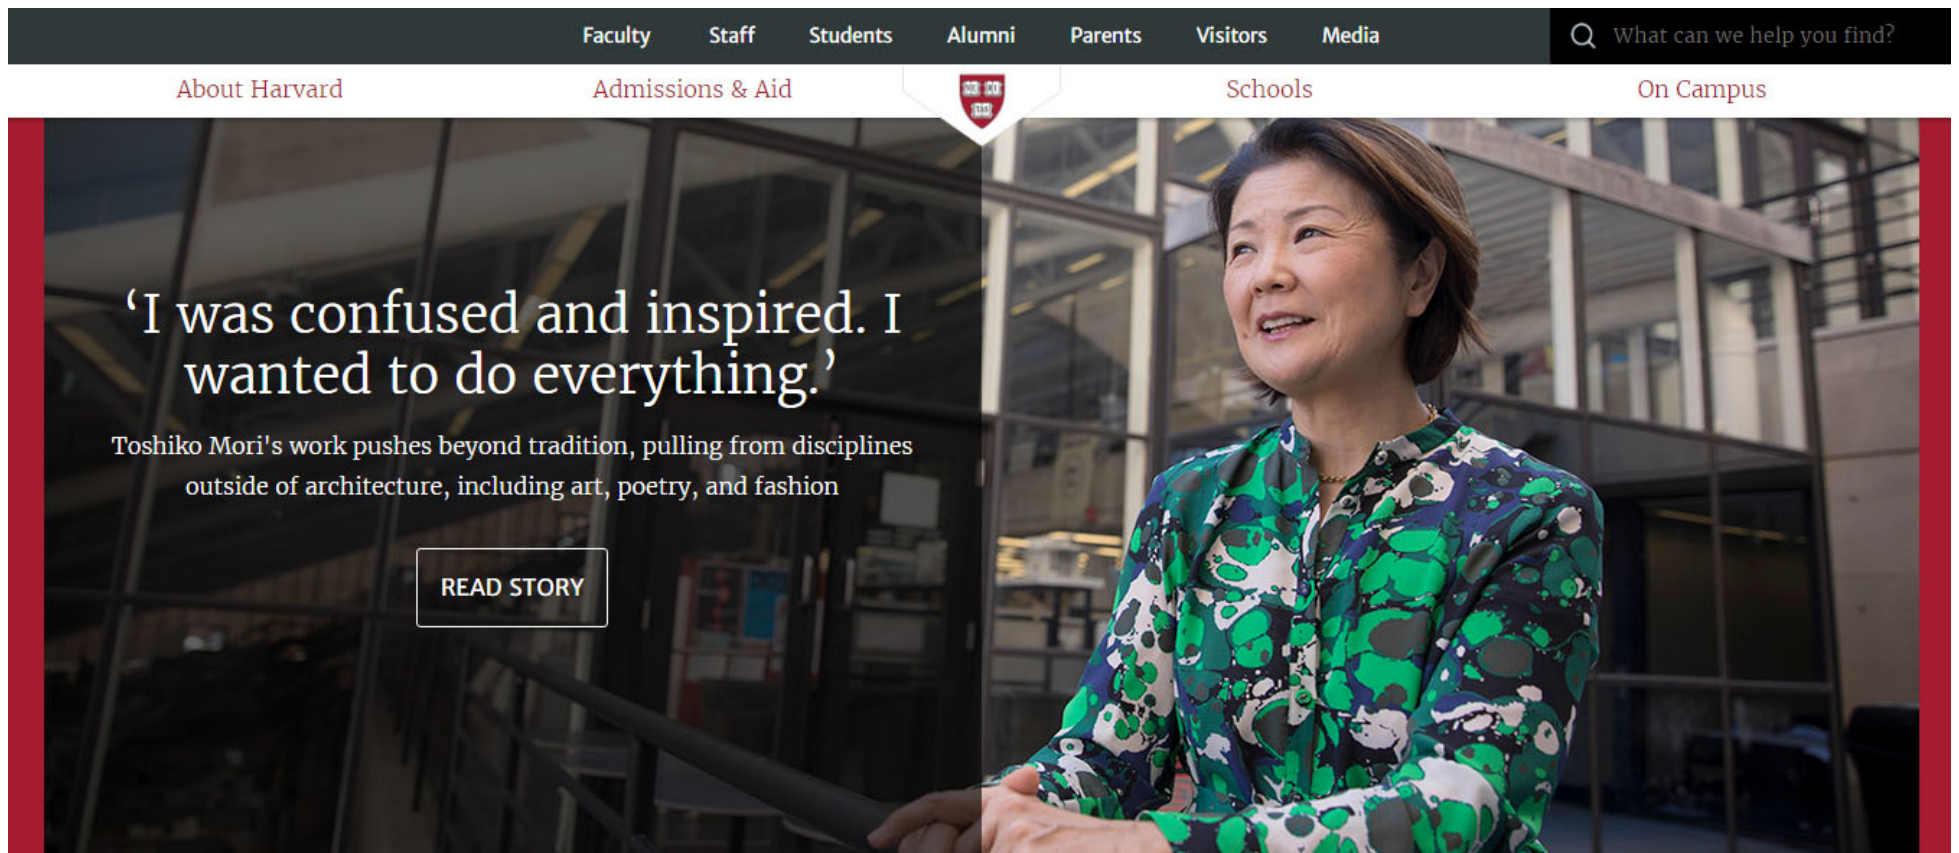 Faculty Staff Students Alumni Parents Visitors Media What can we help you find?
About Harvard Admissions & Aid Schools On Campus
‘I was confused and inspired. I
wanted to do everything.’
Toshiko Mori's work pushes beyond tradition, pulling from disciplines
outside of architecture, including art, poetry, and fashion
READ STORY